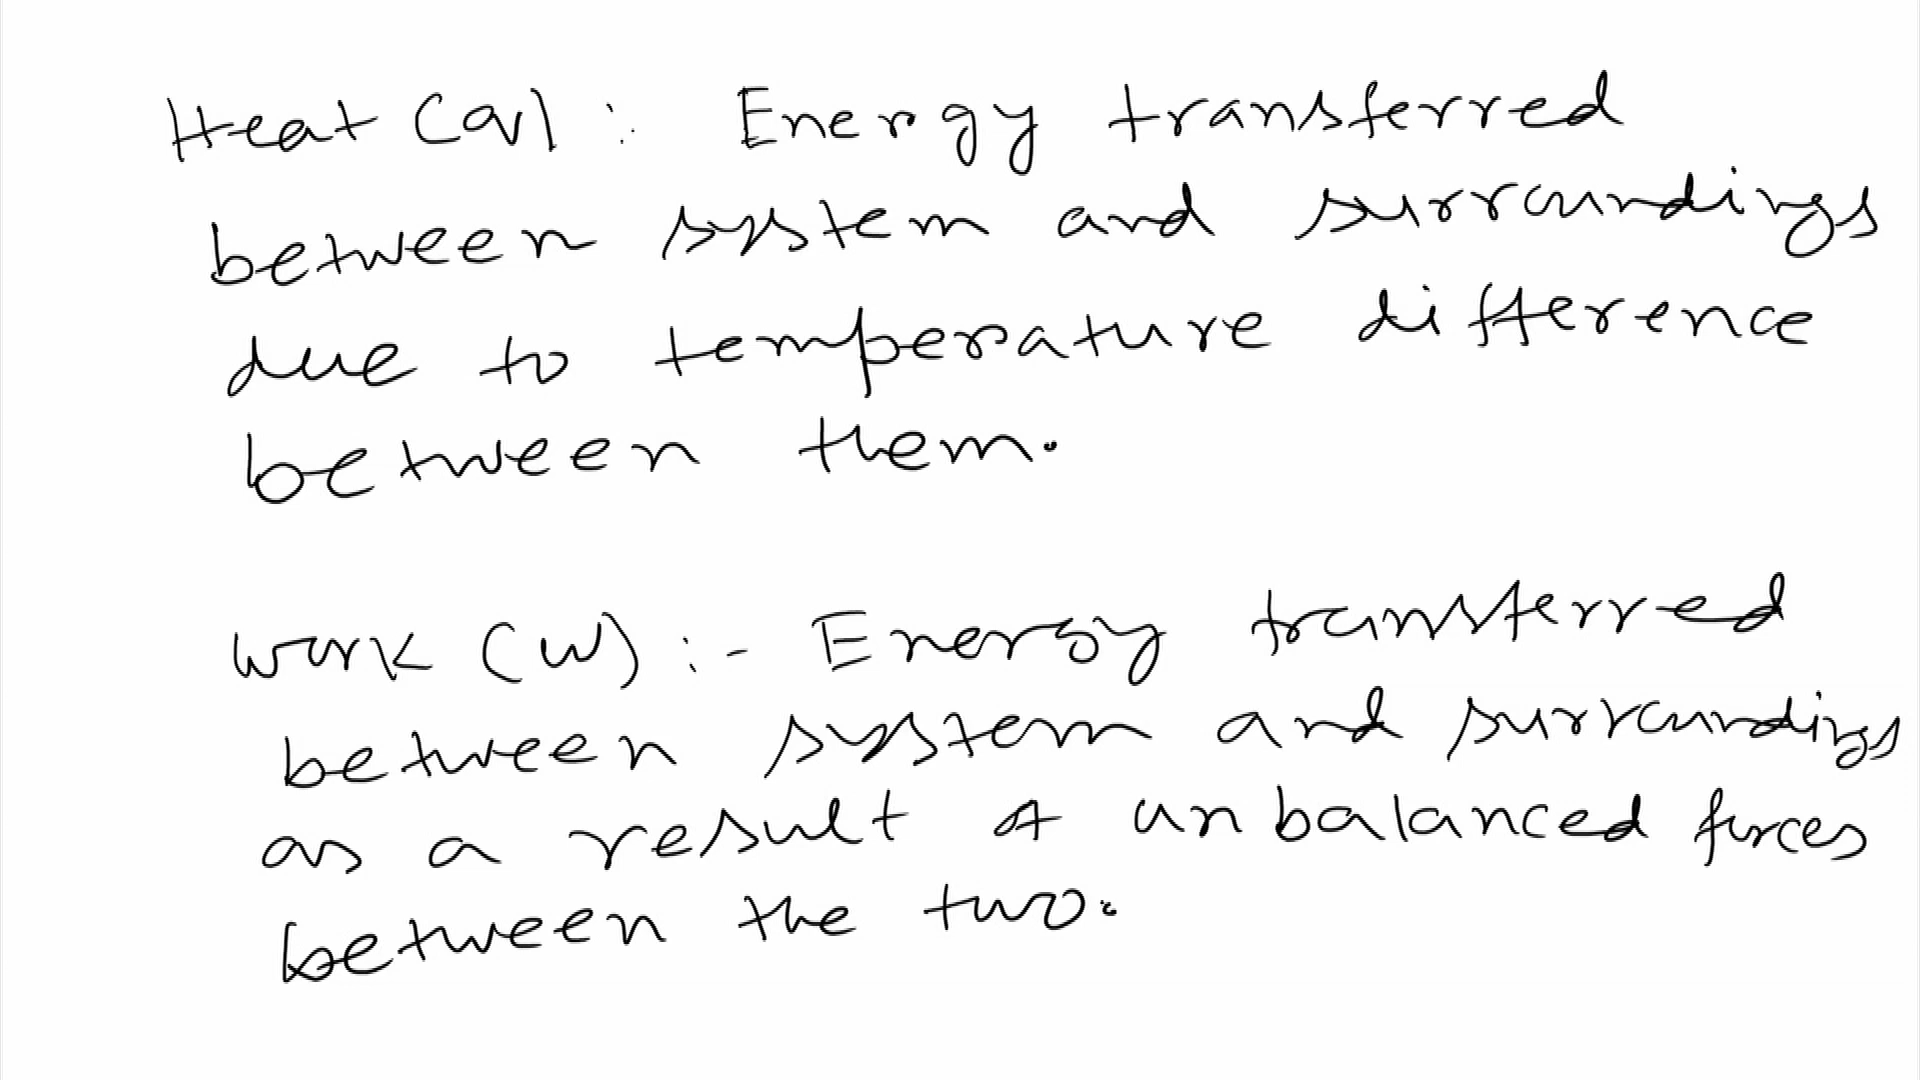 Heat (q) : Energy transferred
between system and surroundings
due to temperature difference
between them.
Work (w) :- Energy transferred
between system and surroundings
as a result of unbalanced forces
between the two.